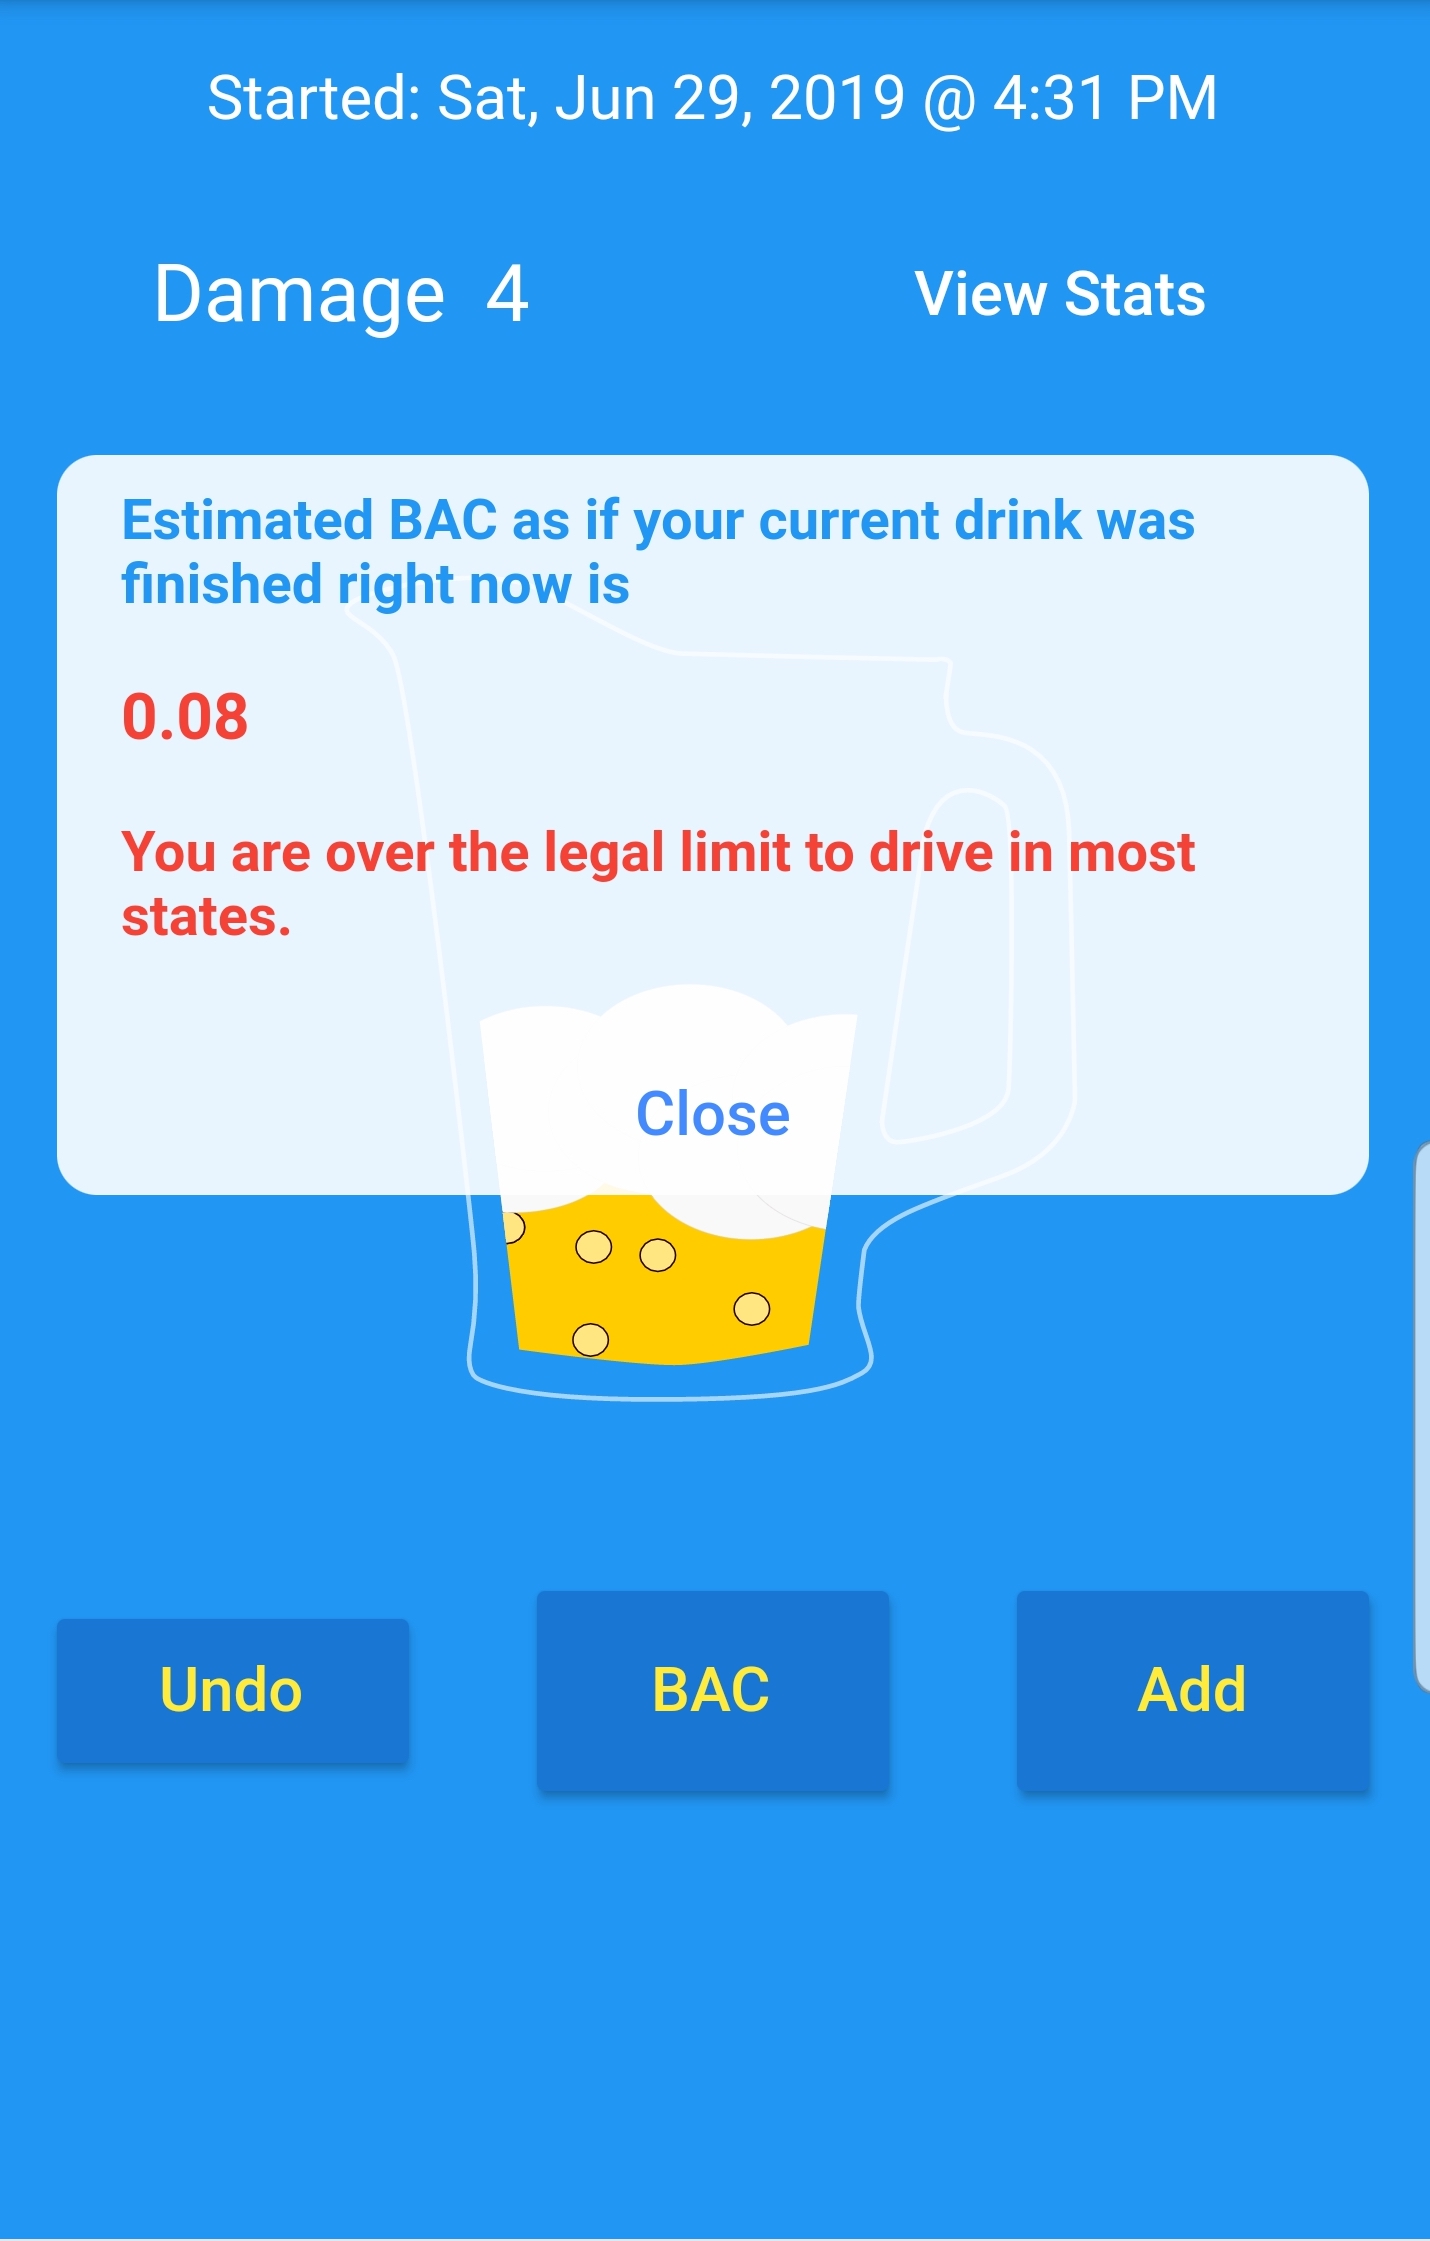 Started: Sat, Jun 29, 2019 @ 4:31 PM
Damage 4
View Stats
Estimated BAC as if your current drink was
finished right now is
0.08
You are over the legal limit to drive in most
states.
Close
Undo
BAC
Add